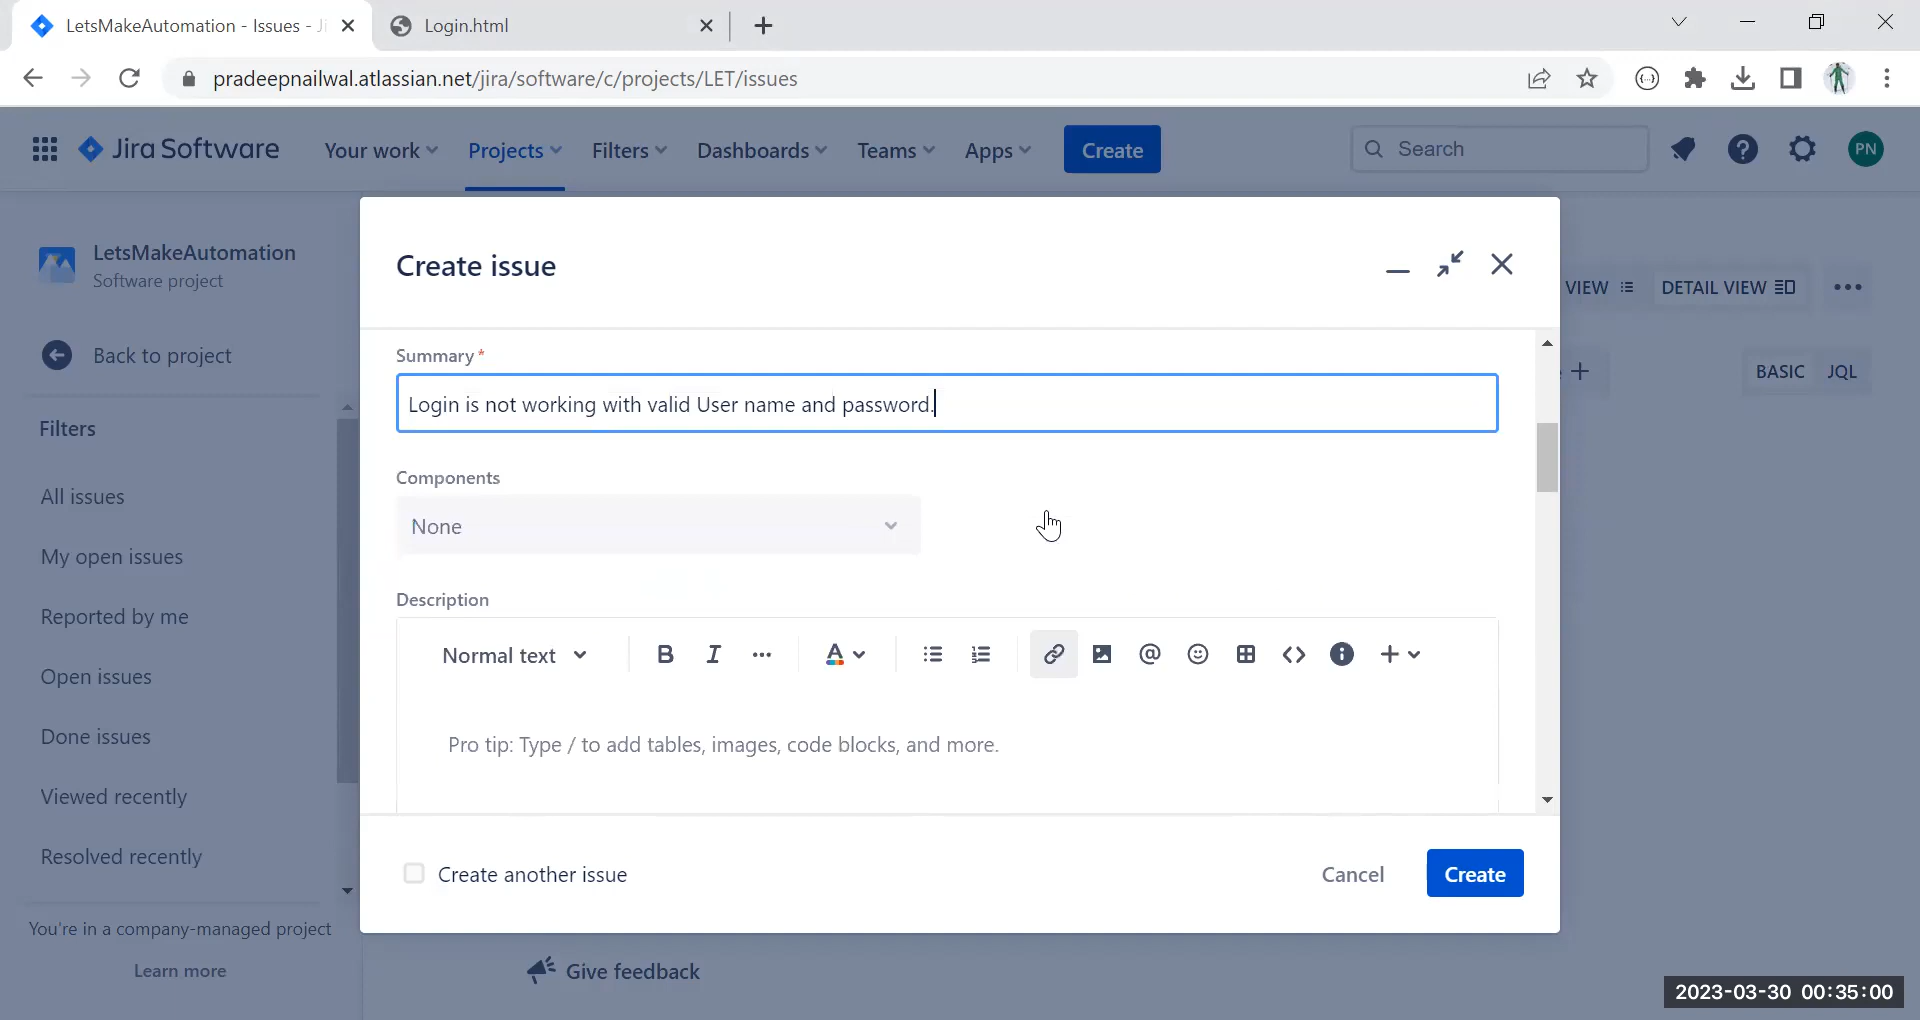 LetsMakeAutomation - Issues - Ji
Login.html
pradeepnailwal.atlassian.net/jira/software/c/projects/LET/issues
Jira Software
Your work
Projects
Filters
Dashboards
Teams
Apps
Create
Search
PN
LetsMakeAutomation
Software project
Back to project
Filters
All issues
My open issues
Reported by me
Open issues
Done issues
Viewed recently
Resolved recently
You're in a company-managed project
Learn more
Create issue
VIEW
DETAIL VIEW
BASIC
JQL
Summary *
Login is not working with valid User name and password.
Components
None
Description
Normal text
B I ... A
Pro tip: Type / to add tables, images, code blocks, and more.
Create another issue
Cancel
Create
Give feedback
2023-03-30 00:35:00